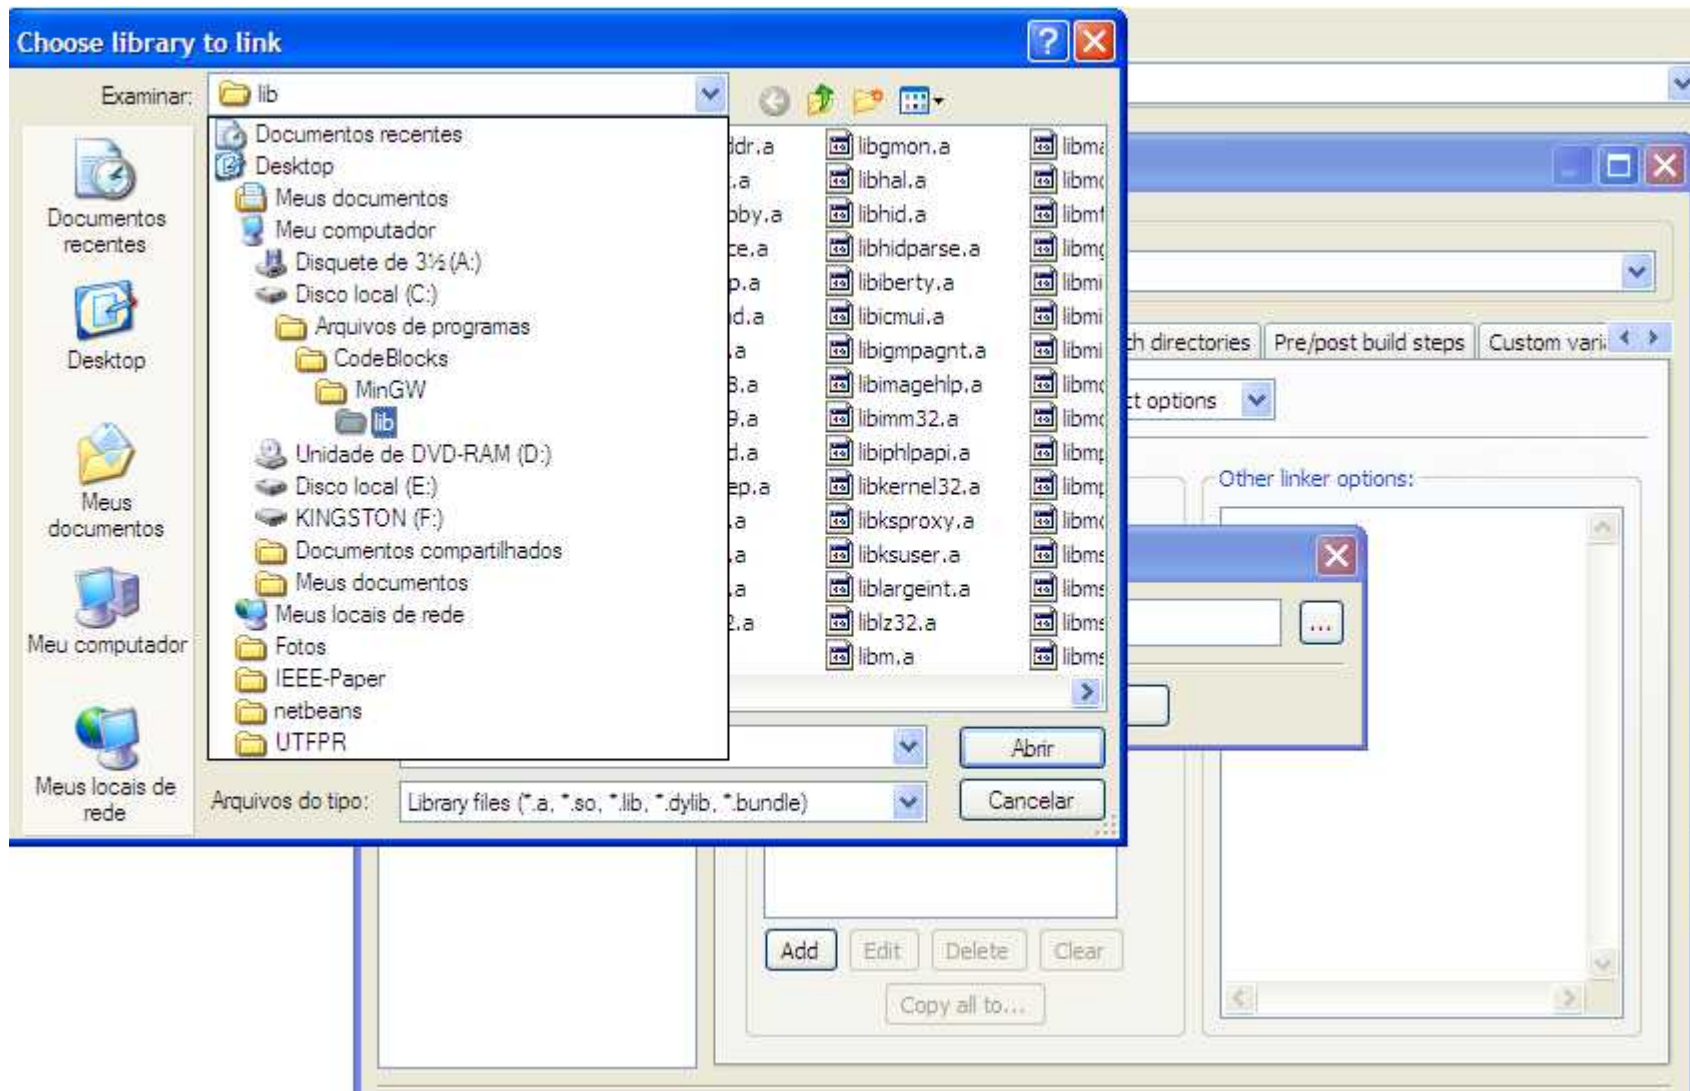 Choose library to link
Examinar:
lib
Documentos recentes
Desktop
Meus documentos
Meu computador
Disquete de 3½ (A:)
Disco local (C:)
Arquivos de programas
CodeBlocks
MinGW
lib
Unidade de DVD-RAM (D:)
Disco local (E:)
KINGSTON (F:)
Documentos compartilhados
Meus documentos
Meus locais de rede
Fotos
IEEE-Paper
netbeans
UTFPR
Documentos
recentes
Desktop
Meus
documentos
Meu computador
Meus locais de
rede
libgmon.a
libhal.a
libhid.a
libhidparse.a
libiberty.a
libicmui.a
libigmpagnt.a
libimagehlp.a
libimm32.a
libiphlpapi.a
libkernel32.a
libksproxy.a
libksuser.a
liblargeint.a
liblz32.a
libm.a
Abrir
Arquivos do tipo:
Library files (*.a, *.so, *.lib, *.dylib, *.bundle)
Cancelar
directories
Pre/post build steps
Custom
options
Other linker options:
...
Add
Edit
Delete
Clear
Copy all to...